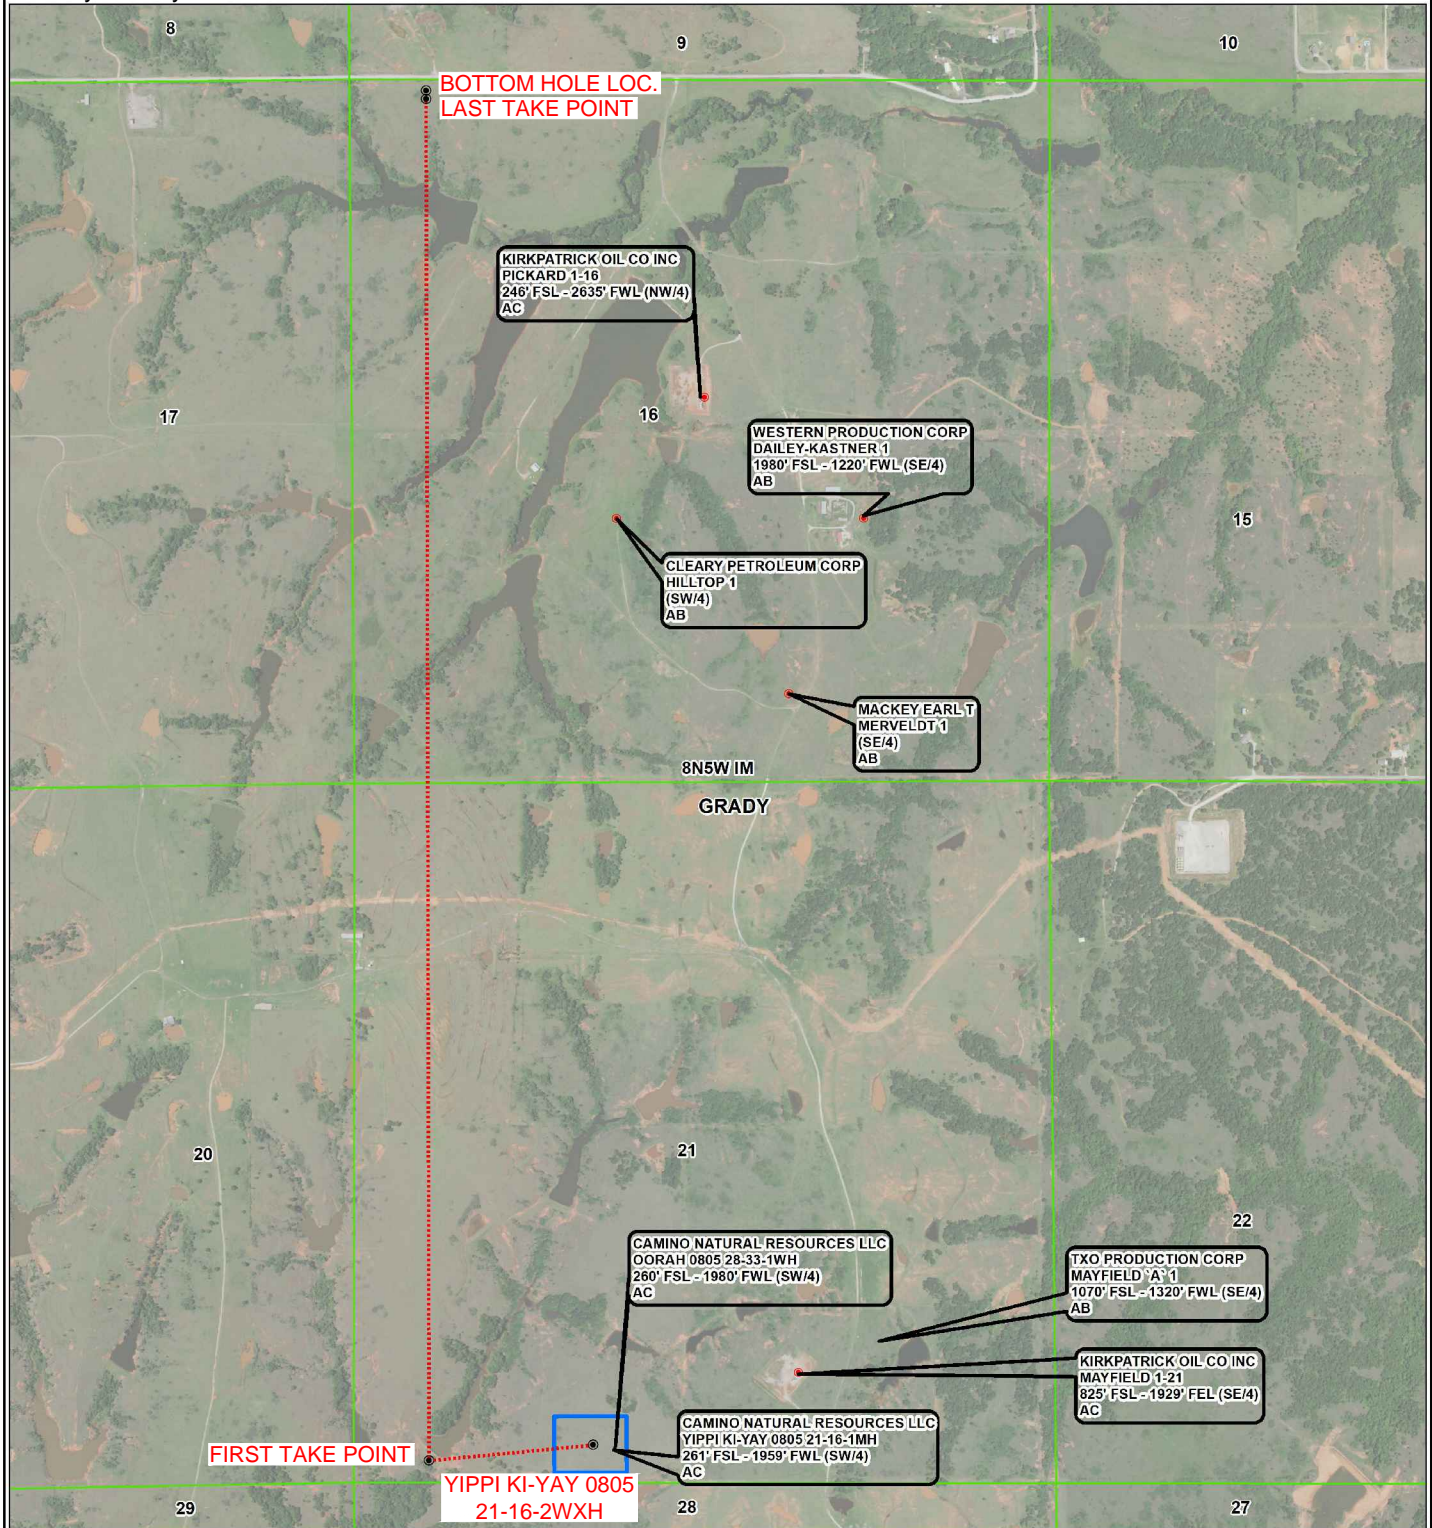 8
9
10
BOTTOM HOLE LOC.
LAST TAKE POINT
KIRKPATRICK OIL CO INC
PICKARD 1-16
246' FSL - 2635' FWL (NW/4)
AC
17
16
WESTERN PRODUCTION CORP
DAILEY-KASTNER 1
1980' FSL - 1220' FWL (SE/4)
AB
15
CLEARY PETROLEUM CORP
HILLTOP 1
(SW/4)
AB
MACKEY EARL T
MERVELDT 1
(SE/4)
AB
8N5W IM
GRADY
20
21
22
CAMINO NATURAL RESOURCES LLC
OORAH 0805 28-33-1WH
260' FSL - 1980' FWL (SW/4)
AC
TXO PRODUCTION CORP
MAYFIELD `A` 1
1070' FSL - 1320' FWL (SE/4)
AB
KIRKPATRICK OIL CO INC
MAYFIELD 1-21
825' FSL - 1929' FEL (SE/4)
AC
CAMINO NATURAL RESOURCES LLC
YIPPI KI-YAY 0805 21-16-1MH
261' FSL - 1959' FWL (SW/4)
AC
FIRST TAKE POINT
YIPPI KI-YAY 0805
21-16-2WXH
29
28
27